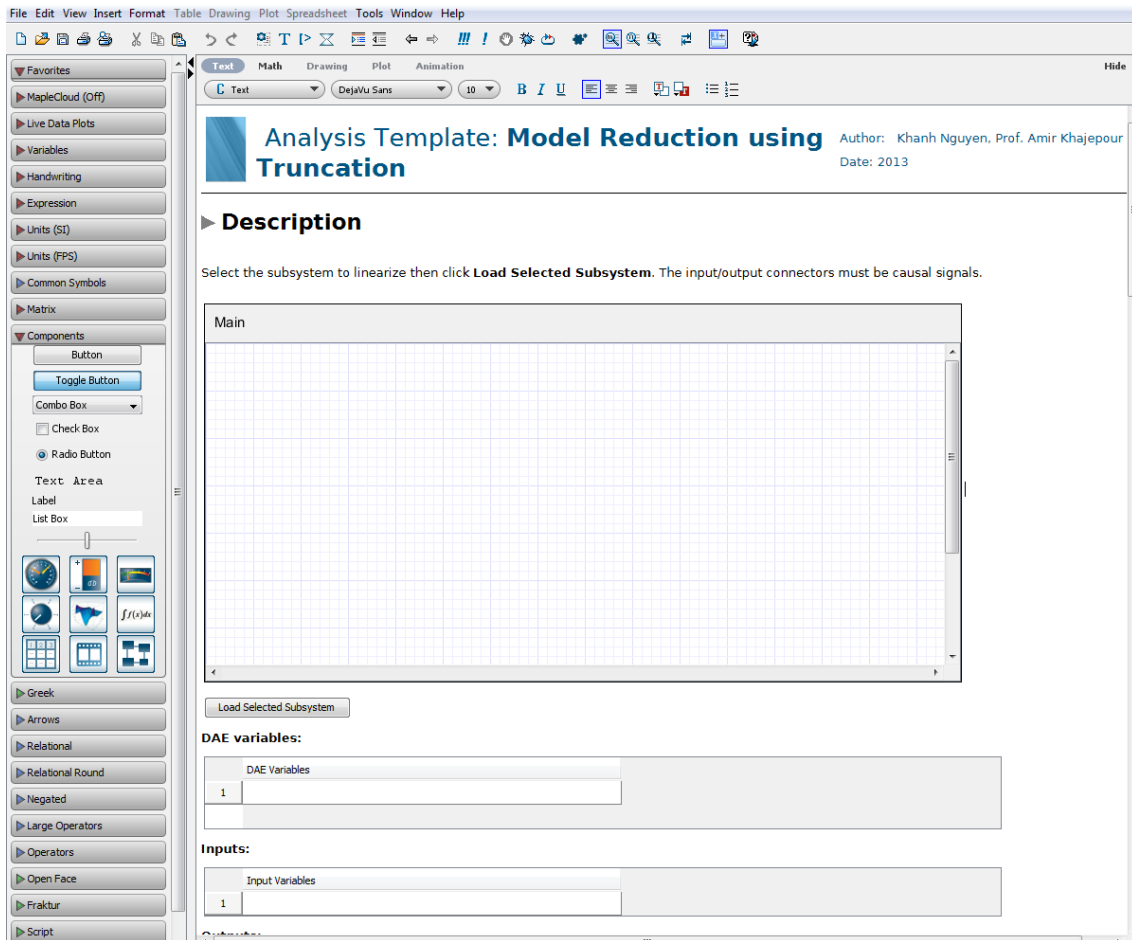 File Edit View Insert Format Table Drawing Plot Spreadsheet Tools Window Help
Text Math Drawing Plot Animation Hide
C Text DejaVu Sans 10 B I U
Favorites
MapleCloud (Off)
Live Data Plots
Variables
Handwriting
Expression
Units (SI)
Units (FPS)
Common Symbols
Matrix
Components
Button
Toggle Button
Combo Box
Check Box
Radio Button
Text Area
Label
List Box
dB
∫f(x)dx
1 2 3
Greek
Arrows
Relational
Relational Round
Negated
Large Operators
Operators
Open Face
Fraktur
Script
Analysis Template: Model Reduction using
Truncation
Author: Khanh Nguyen, Prof. Amir Khajepour
Date: 2013
Description
Select the subsystem to linearize then click Load Selected Subsystem. The input/output connectors must be causal signals.
Main
Load Selected Subsystem
DAE variables:
DAE Variables
1
Inputs:
Input Variables
1